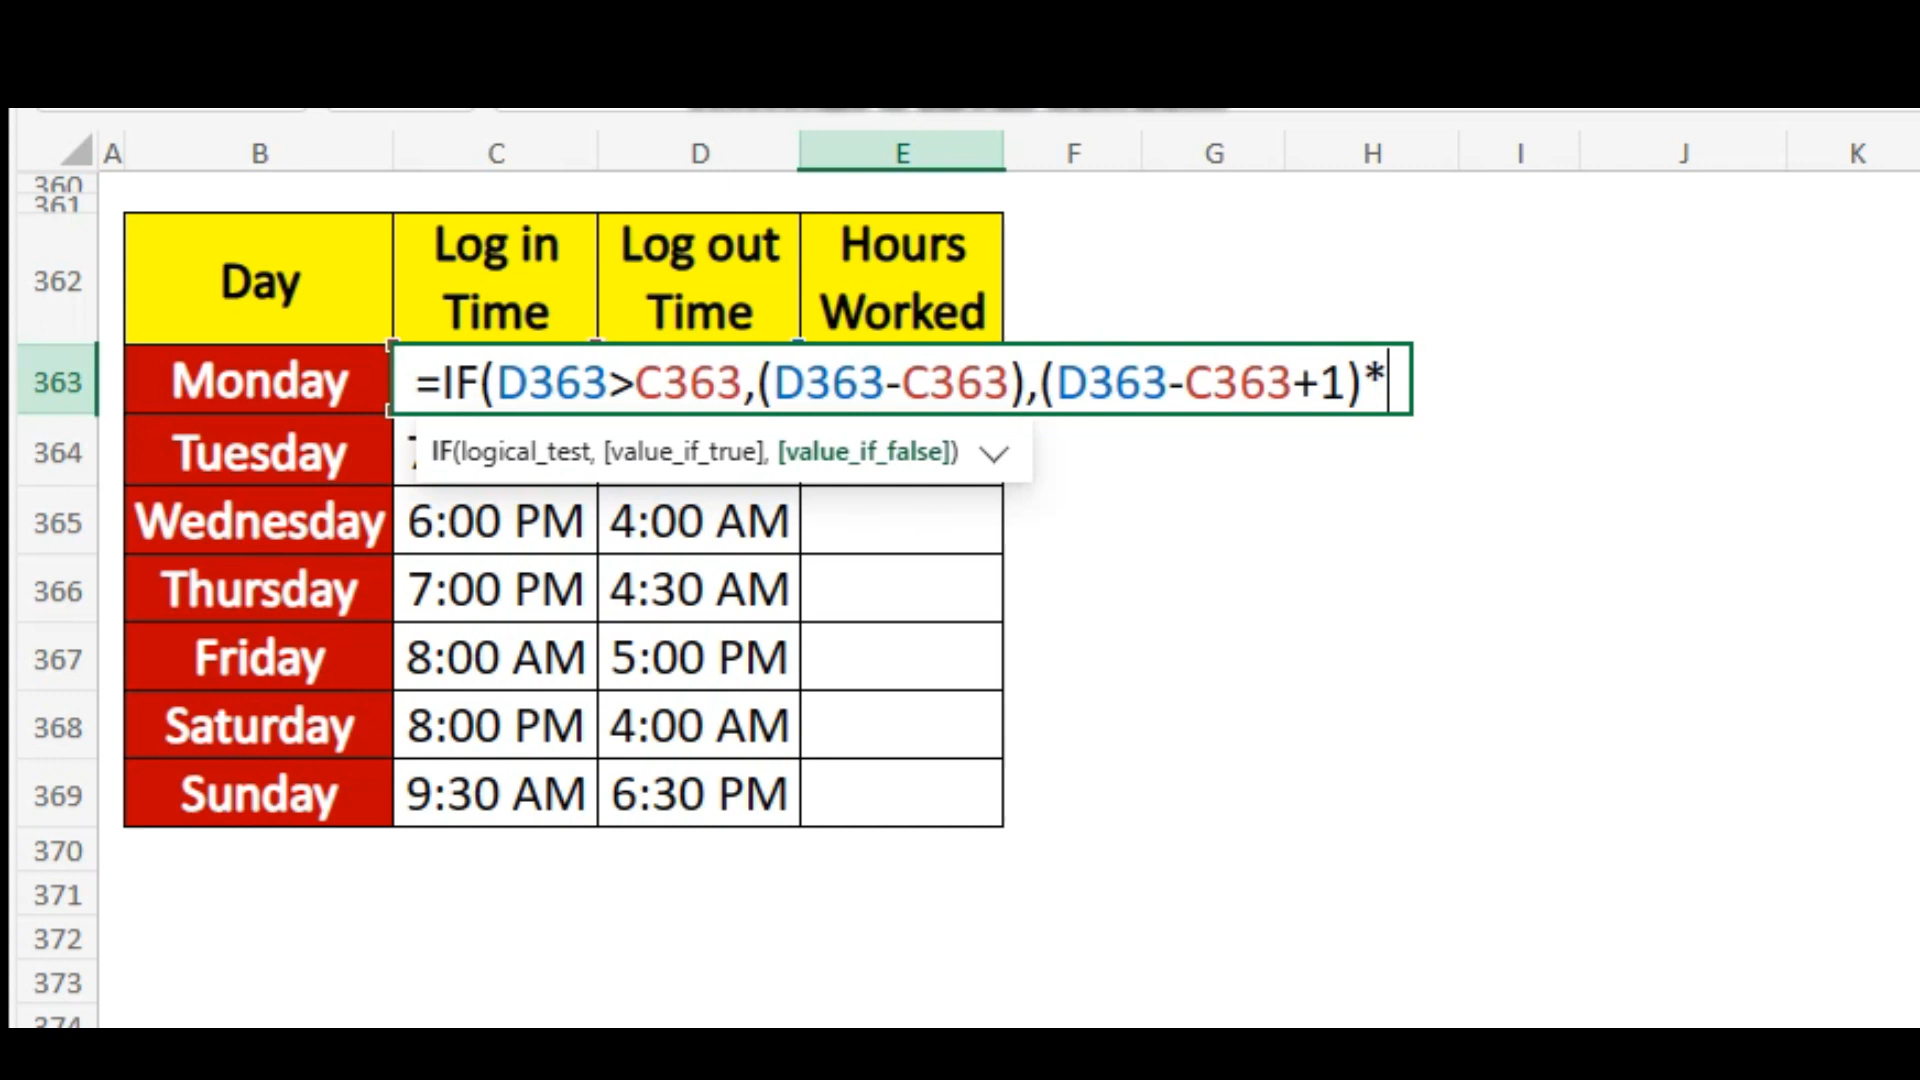 A B C D E F G H I J K
360
361
362 Day Log in Time Log out Time Hours Worked
363 Monday =IF(D363>C363,(D363-C363),(D363-C363+1)*
364 Tuesday IF(logical_test, [value_if_true], [value_if_false])
365 Wednesday 6:00 PM 4:00 AM
366 Thursday 7:00 PM 4:30 AM
367 Friday 8:00 AM 5:00 PM
368 Saturday 8:00 PM 4:00 AM
369 Sunday 9:30 AM 6:30 PM
370
371
372
373
374